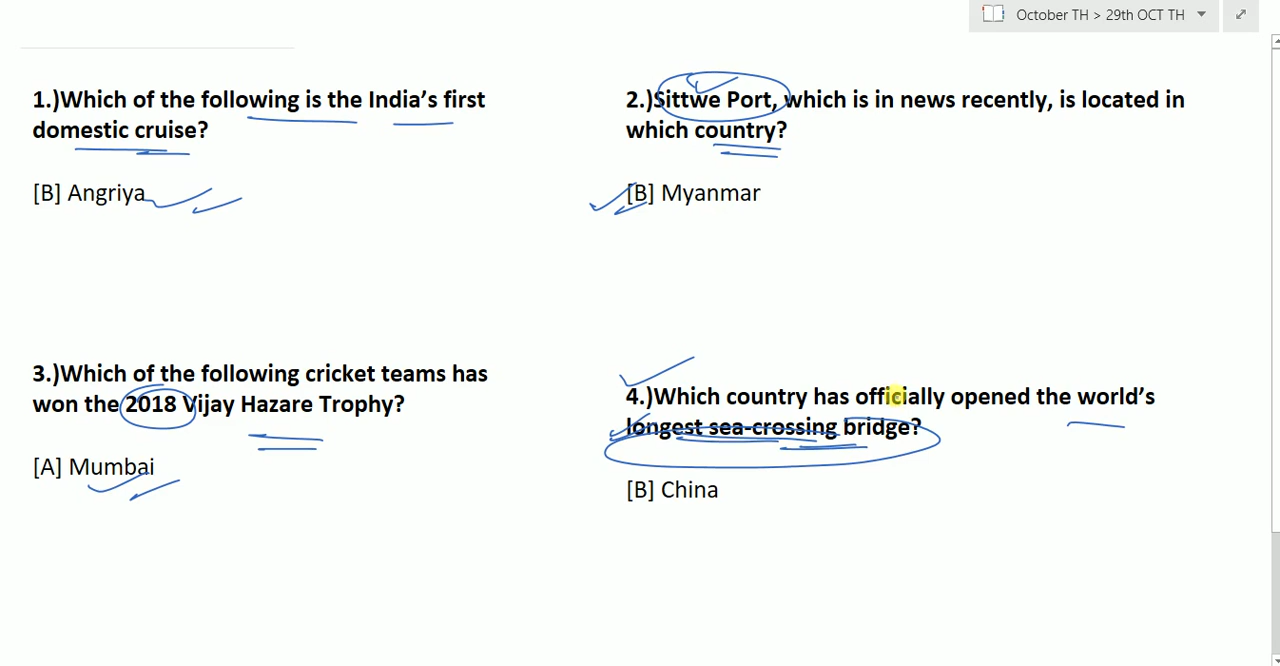 October TH > 29th OCT TH
1.)Which of the following is the India's first
domestic cruise?
[B] Angriya
2.)Sittwe Port, which is in news recently, is located in
which country?
[B] Myanmar
3.)Which of the following cricket teams has
won the 2018 Vijay Hazare Trophy?
[A] Mumbai
4.)Which country has officially opened the world's
longest sea-crossing bridge?
[B] China